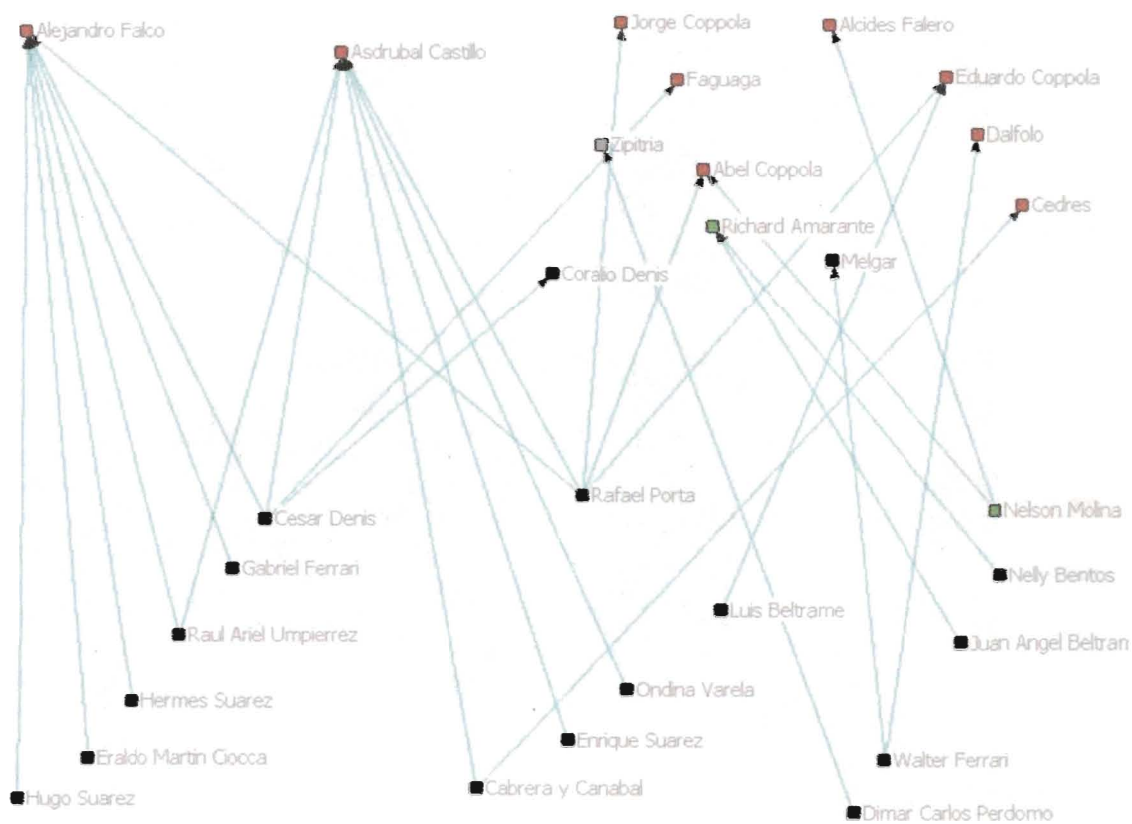 Alejandro Falco
Jorge Coppola
Alcides Falero
Asdrubal Castillo
Faguaga
Eduardo Coppola
Dalfolo
Zipitria
Abel Coppola
Cedres
Richard Amarante
Melgar
Coralio Denis
Rafael Porta
Nelson Molina
Cesar Denis
Gabriel Ferrari
Nelly Bentos
Luis Beltrame
Raul Ariel Umpierrez
Juan Angel Beltran
Ondina Varela
Hermes Suarez
Enrique Suarez
Eraldo Martin Ciocca
Walter Ferrari
Cabrera y Canabal
Hugo Suarez
Dimar Carlos Perdomo